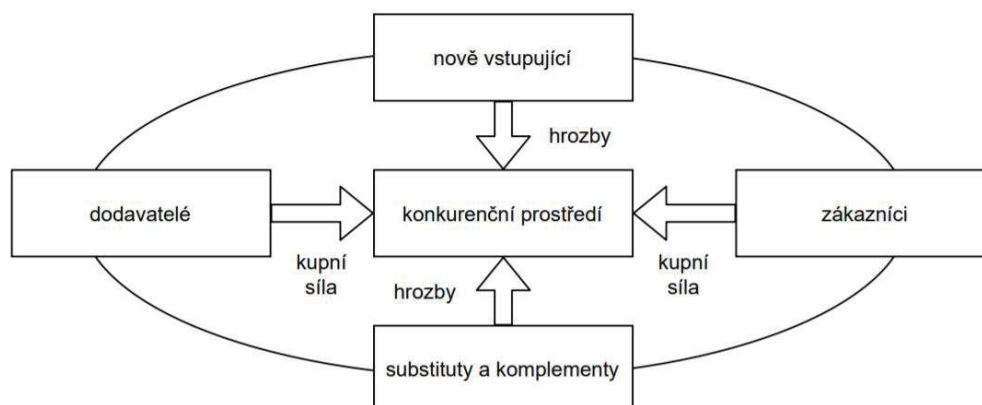 nově vstupující
hrozby
dodavatelé
konkurenční prostředí
zákazníci
kupní
síla
kupní
síla
hrozby
substituty a komplementy